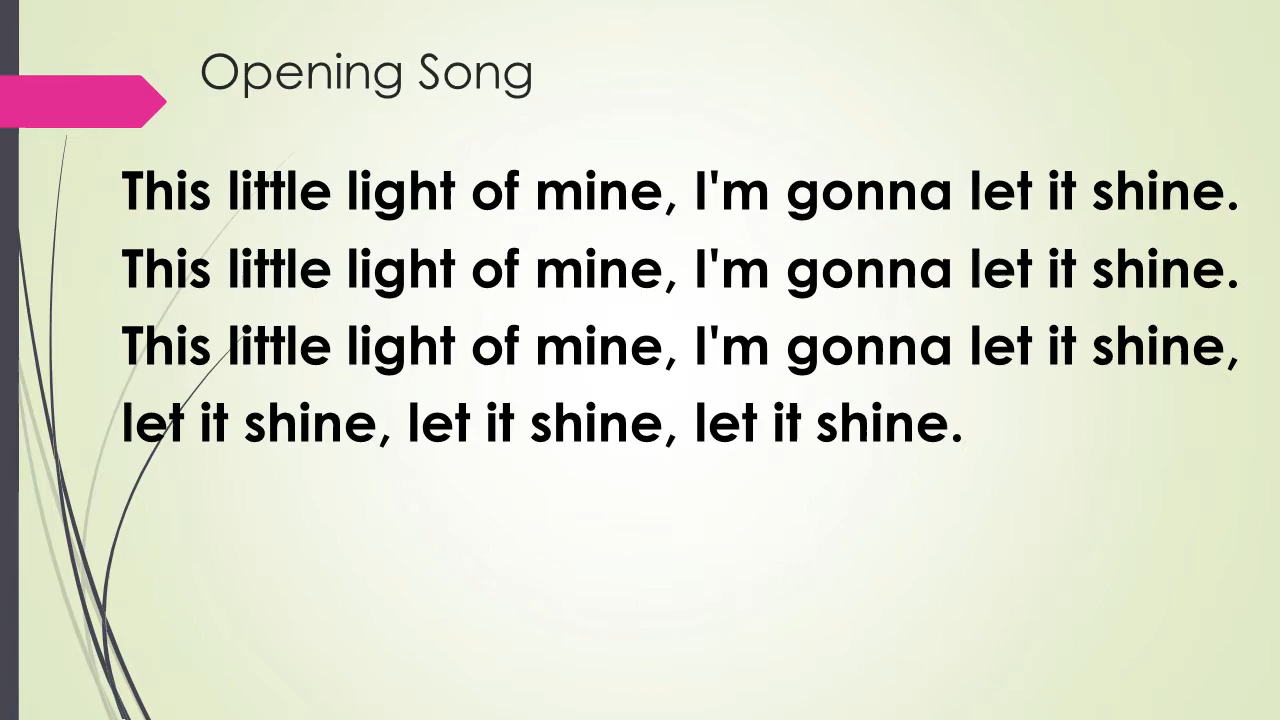 Opening Song
This little light of mine, I'm gonna let it shine.
This little light of mine, I'm gonna let it shine.
This little light of mine, I'm gonna let it shine,
let it shine, let it shine, let it shine.